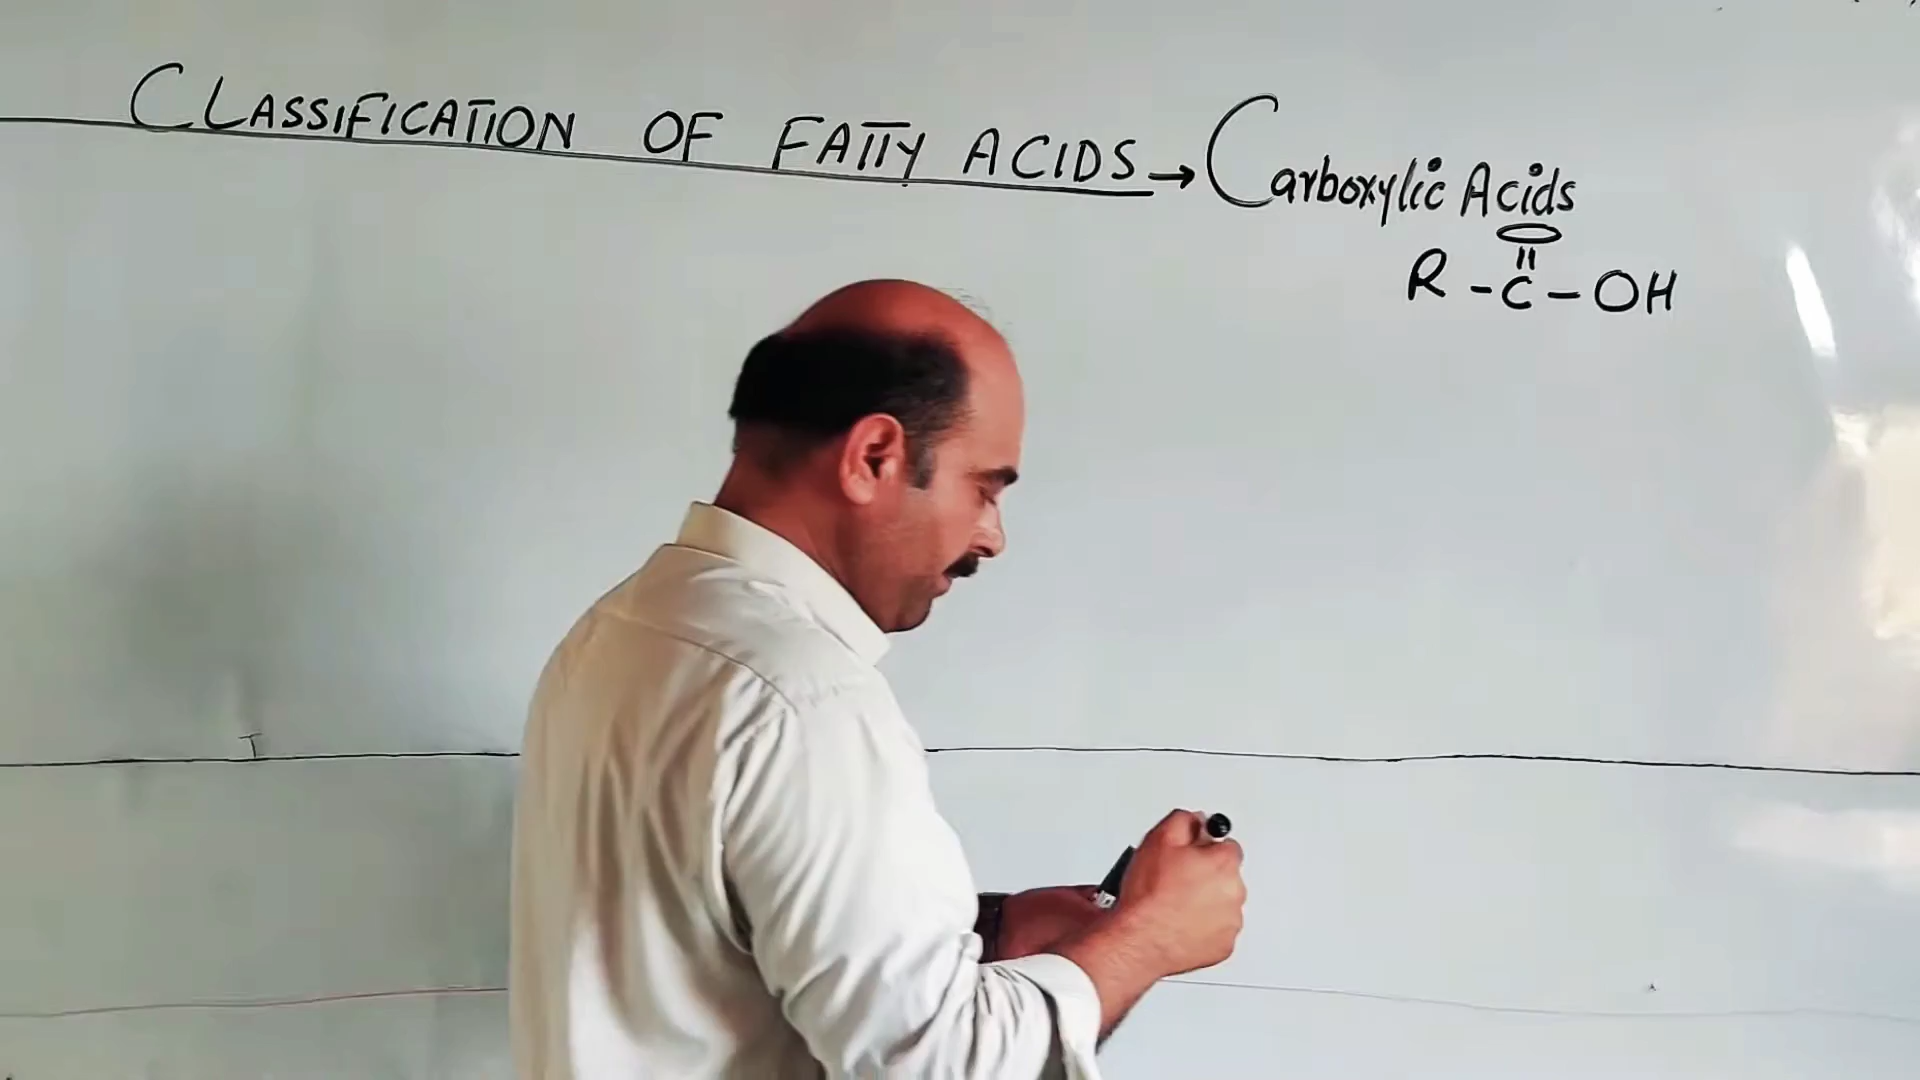 CLASSIFICATION OF FATTY ACIDS → Carboxylic Acids
O
||
R - C - OH